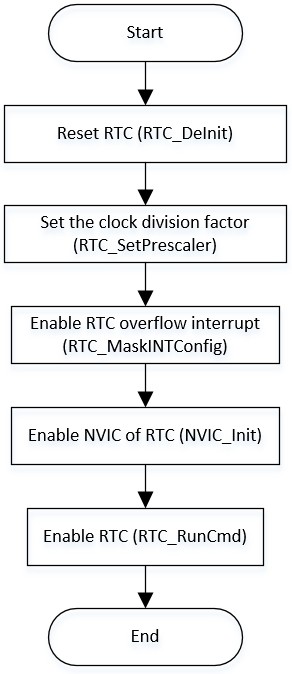 Start
Reset RTC (RTC_DeInit)
Set the clock division factor
(RTC_SetPrescaler)
Enable RTC overflow interrupt
(RTC_MaskINTConfig)
Enable NVIC of RTC (NVIC_Init)
Enable RTC (RTC_RunCmd)
End